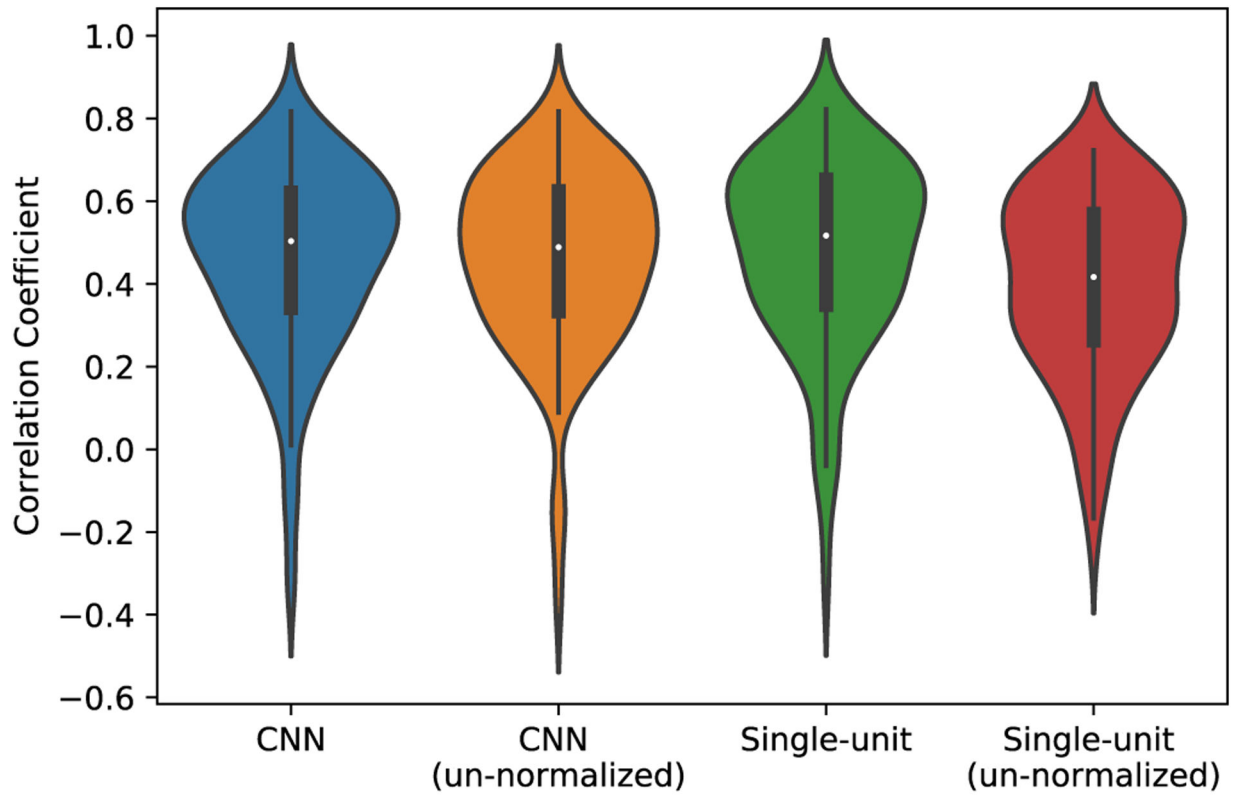 Correlation Coefficient
1.0
0.8
0.6
0.4
0.2
0.0
−0.2
−0.4
−0.6
CNN
CNN
(un-normalized)
Single-unit
Single-unit
(un-normalized)